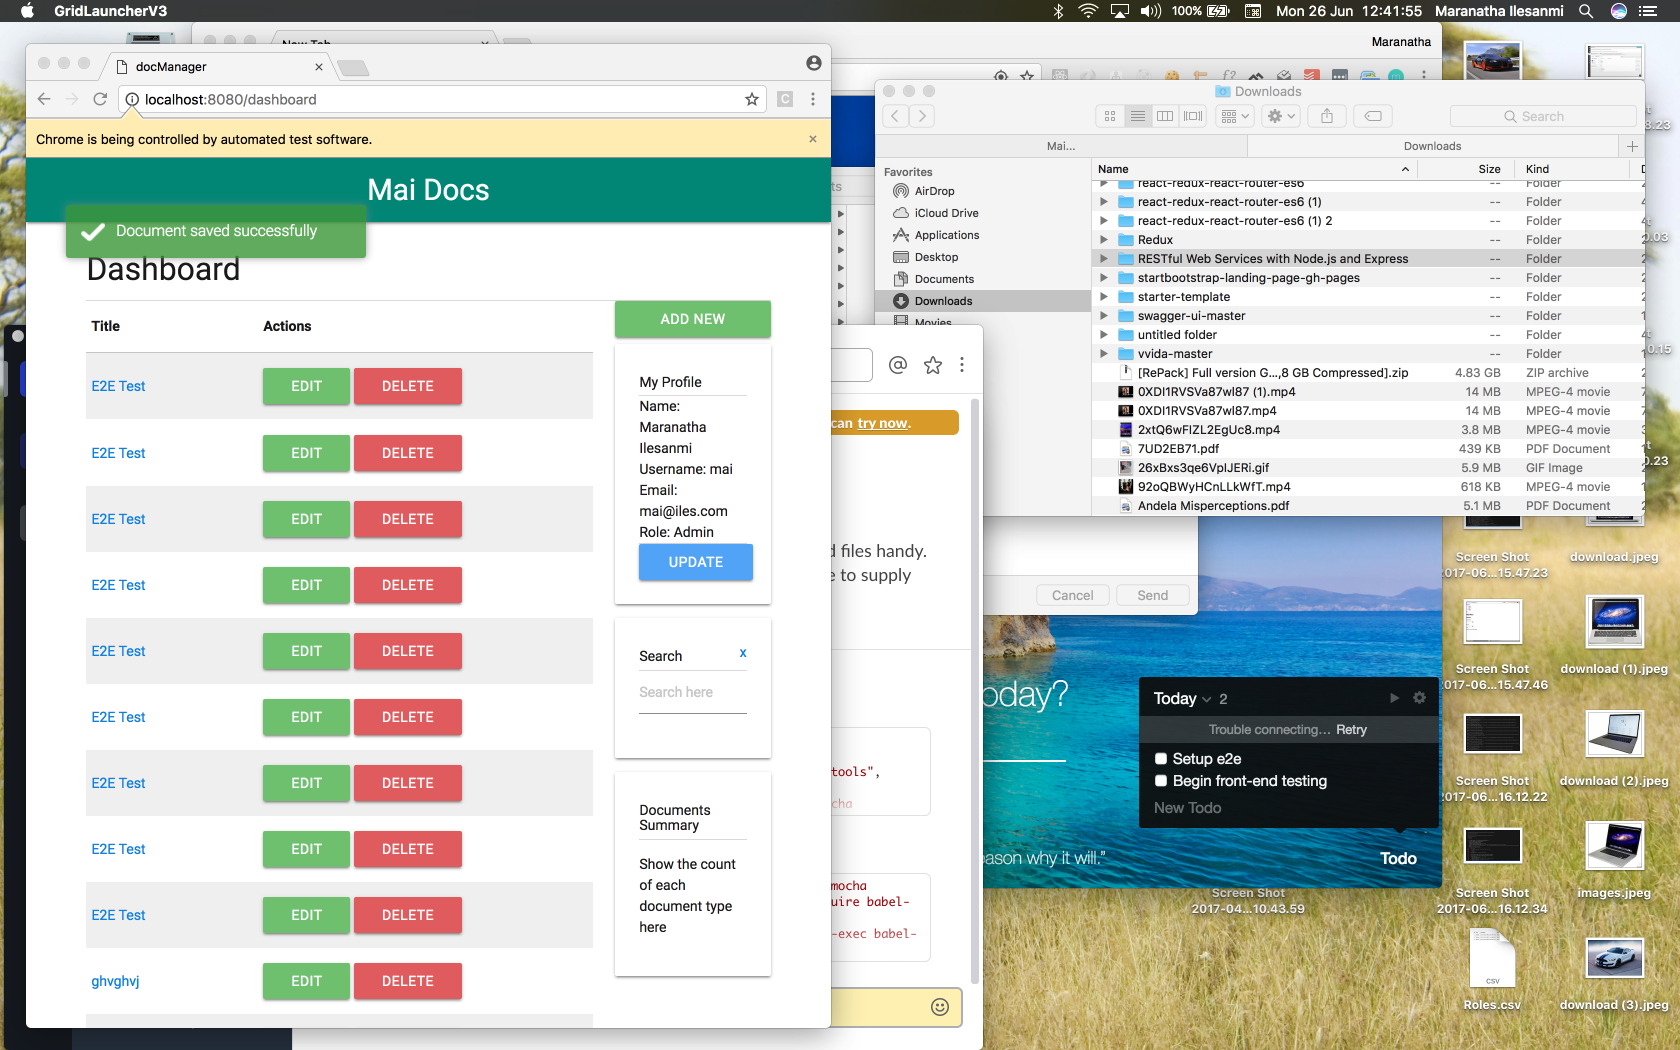 GridLauncherV3
100%
Mon 26 Jun 12:41:55
Maranatha Ilesanmi
New Tab
Maranatha
docManager
localhost:8080/dashboard
Chrome is being controlled by automated test software.
Mai Docs
Document saved successfully
Dashboard
Title
Actions
ADD NEW
E2E Test
EDIT
DELETE
E2E Test
EDIT
DELETE
E2E Test
EDIT
DELETE
E2E Test
EDIT
DELETE
E2E Test
EDIT
DELETE
E2E Test
EDIT
DELETE
E2E Test
EDIT
DELETE
E2E Test
EDIT
DELETE
E2E Test
EDIT
DELETE
ghvghvj
EDIT
DELETE
My Profile
Name:
Maranatha
Ilesanmi
Username: mai
Email:
mai@iles.com
Role: Admin
UPDATE
Search
x
Search here
Documents
Summary
Show the count
of each
document type
here
Downloads
Search
Mai...
Downloads
Favorites
AirDrop
iCloud Drive
Applications
Desktop
Documents
Downloads
Movies
Name
Size
Kind
react-redux-react-router-es6 -- Folder
react-redux-react-router-es6 (1) -- Folder
react-redux-react-router-es6 (1) 2 -- Folder
Redux -- Folder
RESTful Web Services with Node.js and Express -- Folder
startbootstrap-landing-page-gh-pages -- Folder
starter-template -- Folder
swagger-ui-master -- Folder
untitled folder -- Folder
vvida-master -- Folder
[RePack] Full version G...,8 GB Compressed].zip 4.83 GB ZIP archive
0XDI1RVSVa87wI87 (1).mp4 14 MB MPEG-4 movie
0XDI1RVSVa87wI87.mp4 14 MB MPEG-4 movie
2xtQ6wFIZL2EgUc8.mp4 3.8 MB MPEG-4 movie
7UD2EB71.pdf 439 KB PDF Document
26xBxs3qe6VplJERi.gif 5.9 MB GIF Image
92oQBWyHCnLLkWfT.mp4 618 KB MPEG-4 movie
Andela Misperceptions.pdf 5.1 MB PDF Document
can try now.
files handy.
to supply
tools",
mocha
uire babel-
-exec babel-
Cancel
Send
oday?
eason why it will.”
Today 2
Trouble connecting... Retry
Setup e2e
Begin front-end testing
New Todo
Todo
Screen Shot
2017-04...10.43.59
Screen Shot
2017-06...15.47.23
download.jpeg
Screen Shot
2017-06...15.47.46
download (1).jpeg
Screen Shot
2017-06...16.12.22
download (2).jpeg
Screen Shot
2017-06...16.12.34
images.jpeg
CSV
Roles.csv
download (3).jpeg